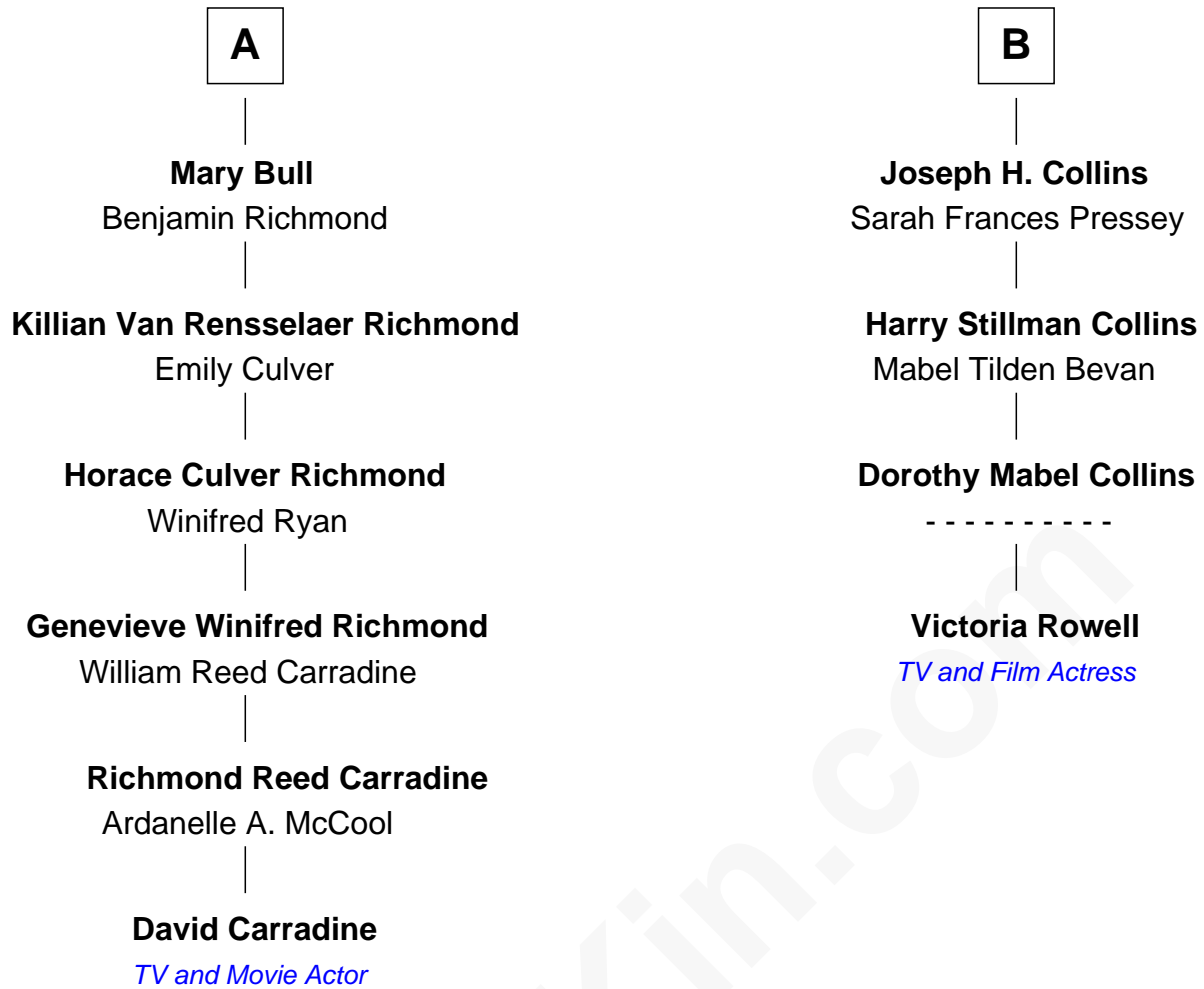 A
Mary Bull
Benjamin Richmond
Killian Van Rensselaer Richmond
Emily Culver
Horace Culver Richmond
Winifred Ryan
Genevieve Winifred Richmond
William Reed Carradine
Richmond Reed Carradine
Ardanelle A. McCool
David Carradine
TV and Movie Actor
B
Joseph H. Collins
Sarah Frances Pressey
Harry Stillman Collins
Mabel Tilden Bevan
Dorothy Mabel Collins
- - - - - - - - - -
Victoria Rowell
TV and Film Actress
Kin.com